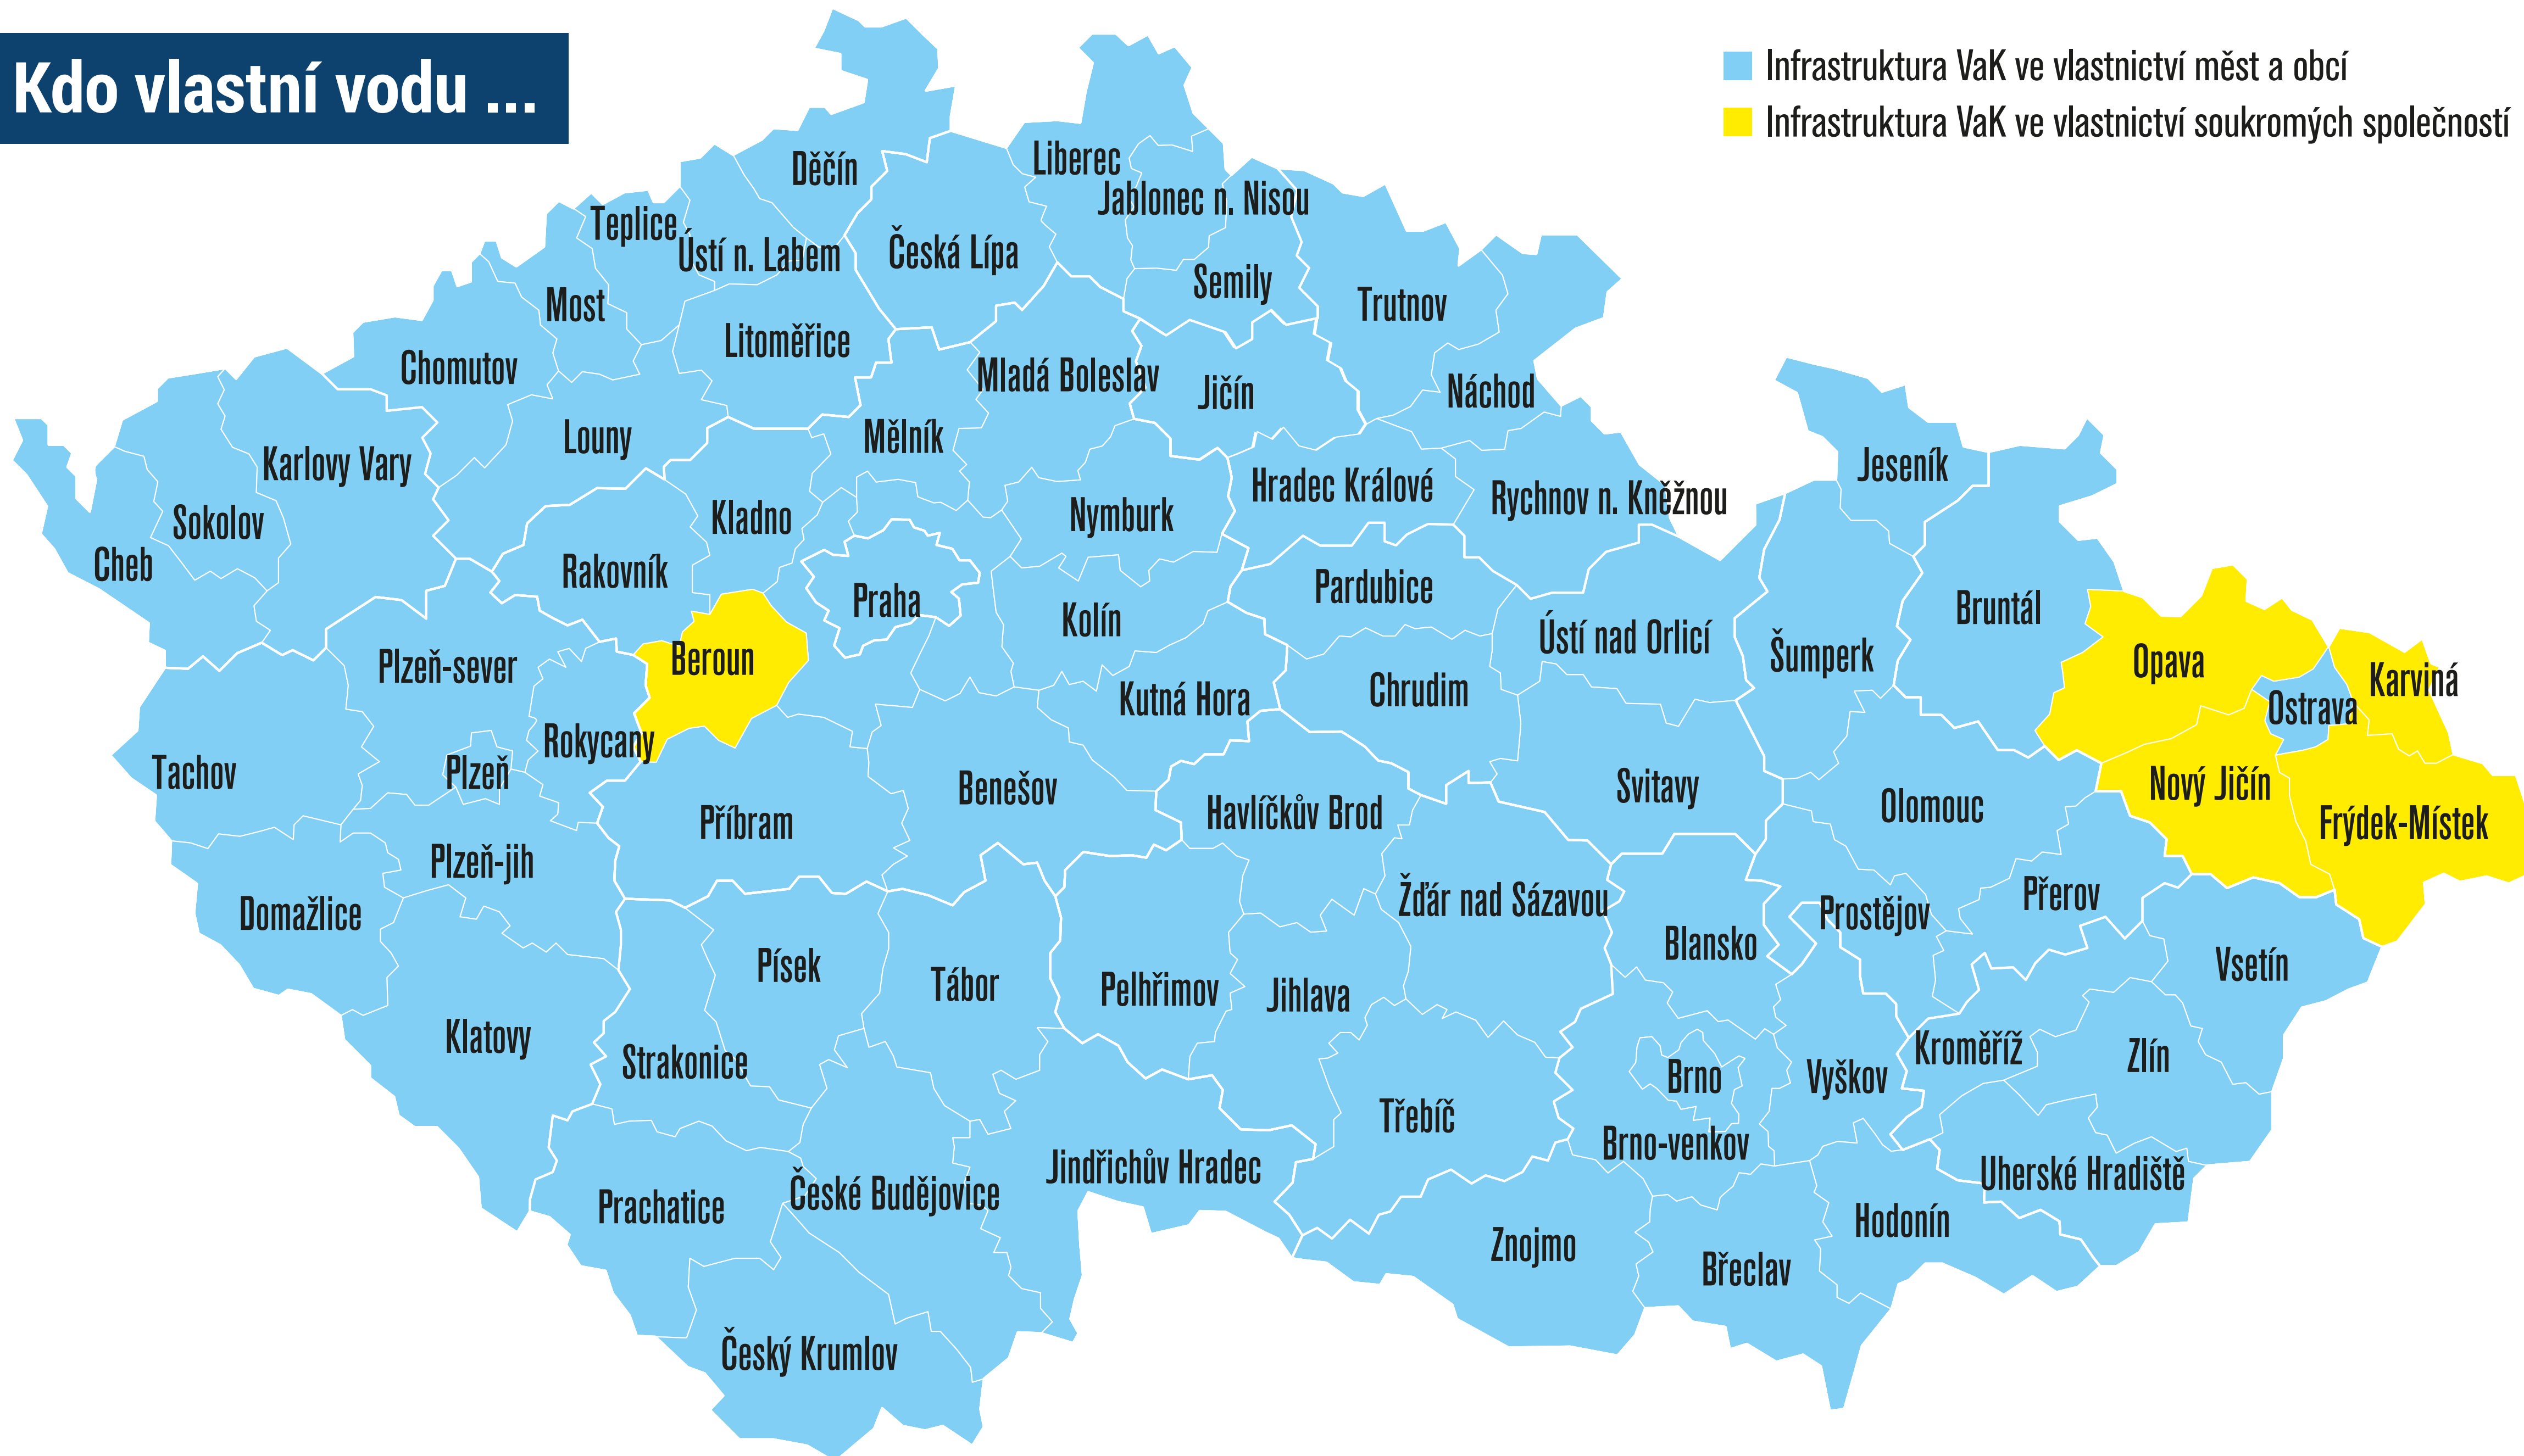 Kdo vlastní vodu ...
Infrastruktura VaK ve vlastnictví měst a obcí
Infrastruktura VaK ve vlastnictví soukromých společností
Děčín
Liberec
Jablonec n. Nisou
Teplice
Ústí n. Labem
Česká Lípa
Semily
Most
Trutnov
Litoměřice
Chomutov
Mladá Boleslav
Jičín
Náchod
Louny
Mělník
Karlovy Vary
Jeseník
Hradec Králové
Rychnov n. Kněžnou
Sokolov
Kladno
Nymburk
Cheb
Rakovník
Praha
Pardubice
Kolín
Bruntál
Ústí nad Orlicí
Šumperk
Beroun
Opava
Plzeň-sever
Karviná
Kutná Hora
Chrudim
Ostrava
Rokycany
Tachov
Plzeň
Benešov
Svitavy
Nový Jičín
Olomouc
Havlíčkův Brod
Příbram
Frýdek-Místek
Plzeň-jih
Žďár nad Sázavou
Přerov
Domažlice
Prostějov
Blansko
Písek
Vsetín
Tábor
Pelhřimov
Jihlava
Klatovy
Kroměříž
Zlín
Strakonice
Brno
Vyškov
Třebíč
Brno-venkov
Jindřichův Hradec
Uherské Hradiště
České Budějovice
Prachatice
Hodonín
Znojmo
Břeclav
Český Krumlov